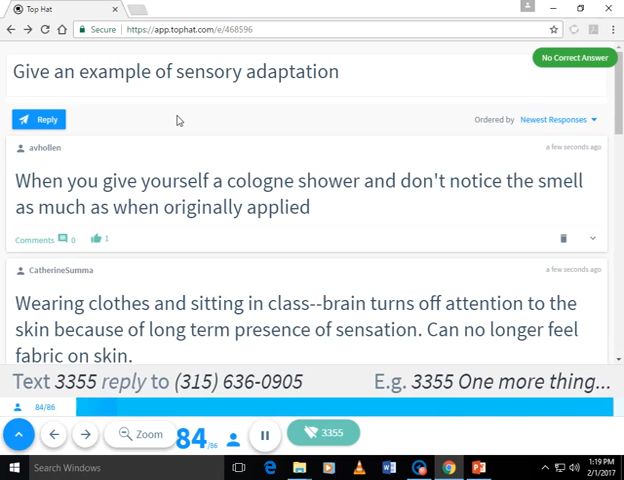 Top Hat
Secure
https://app.tophat.com/e/468596
Give an example of sensory adaptation
No Correct Answer
Reply
Ordered by Newest Responses
avhollen
a few seconds ago
When you give yourself a cologne shower and don't notice the smell
as much as when originally applied
Comments 0 1
CatherineSumma
a few seconds ago
Wearing clothes and sitting in class--brain turns off attention to the
skin because of long term presence of sensation. Can no longer feel
fabric on skin.
Text 3355 reply to (315) 636-0905
E.g. 3355 One more thing...
84/86
Zoom
84/86
3355
Search Windows
1:19 PM
2/1/2017